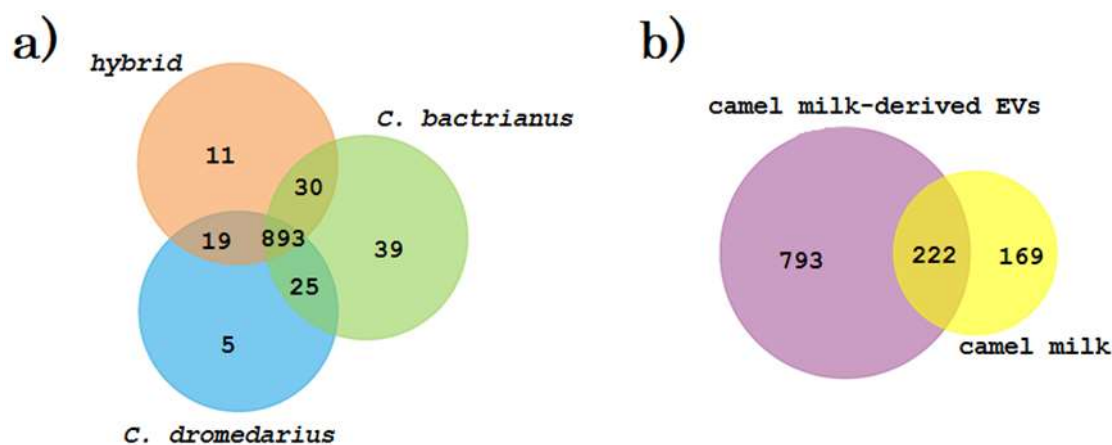 a)
hybrid
C. bactrianus
11
30
19
893
39
25
5
C. dromedarius
b)
camel milk-derived EVs
793
222
169
camel milk